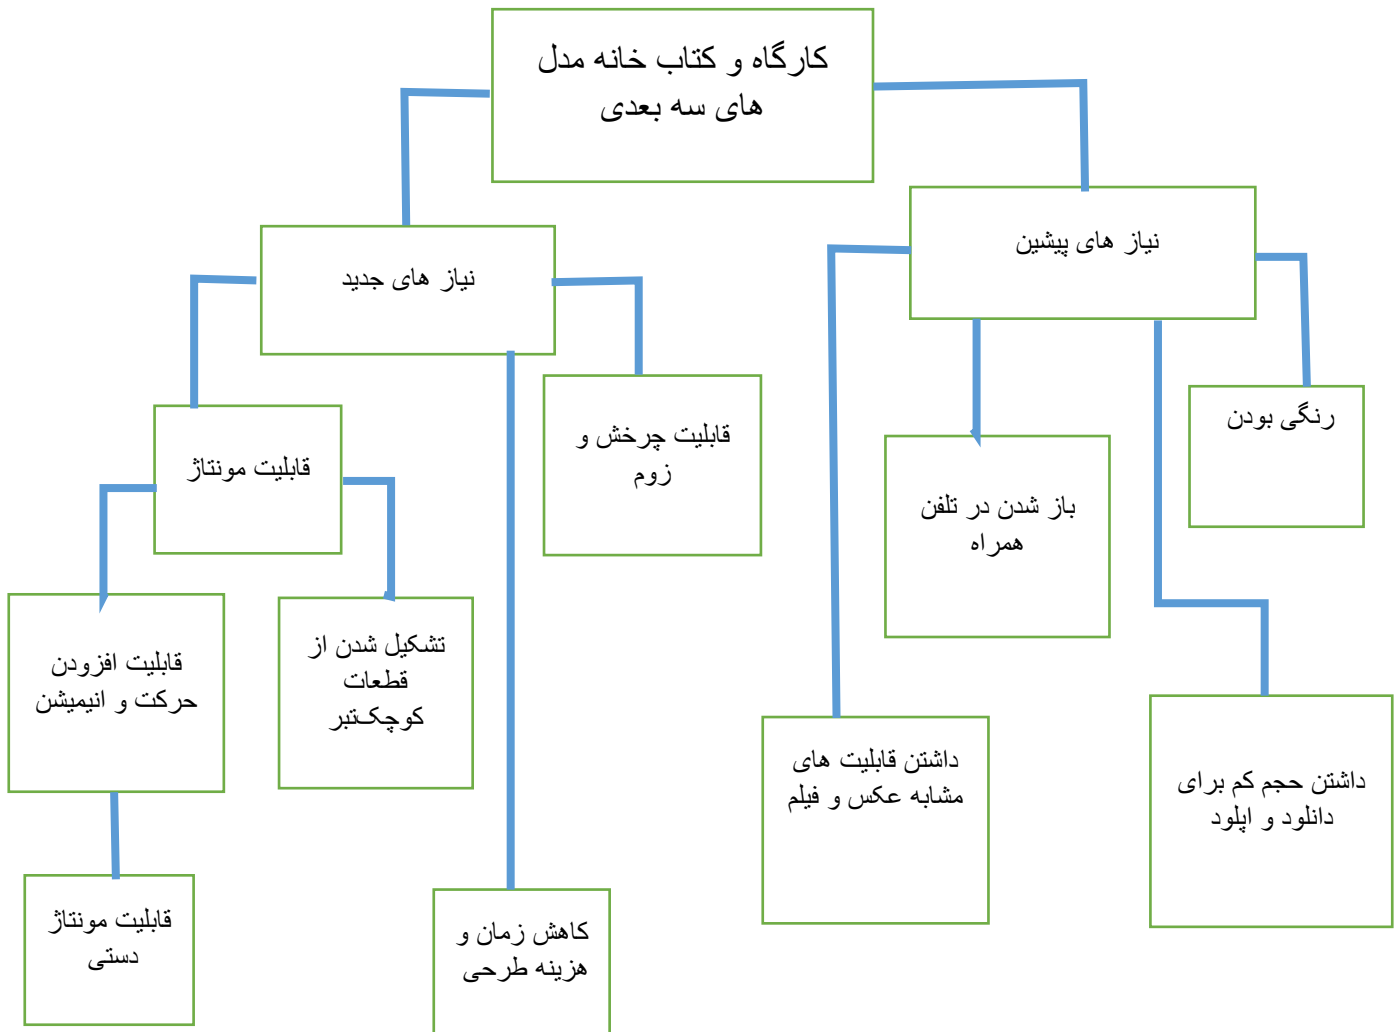 کارگاه و کتاب خانه مدل
های سه بعدی
نیاز های پیشین
نیاز های جدید
رنگی بودن
قابلیت چرخش و
زوم
قابلیت مونتاژ
باز شدن در تلفن
همراه
تشکیل شدن از
قطعات
کوچک‌تبر
قابلیت افزودن
حرکت و انیمیشن
داشتن قابلیت های
مشابه عکس و فیلم
داشتن حجم کم برای
دانلود و اپلود
قابلیت مونتاژ
دستی
کاهش زمان و
هزینه طرحی